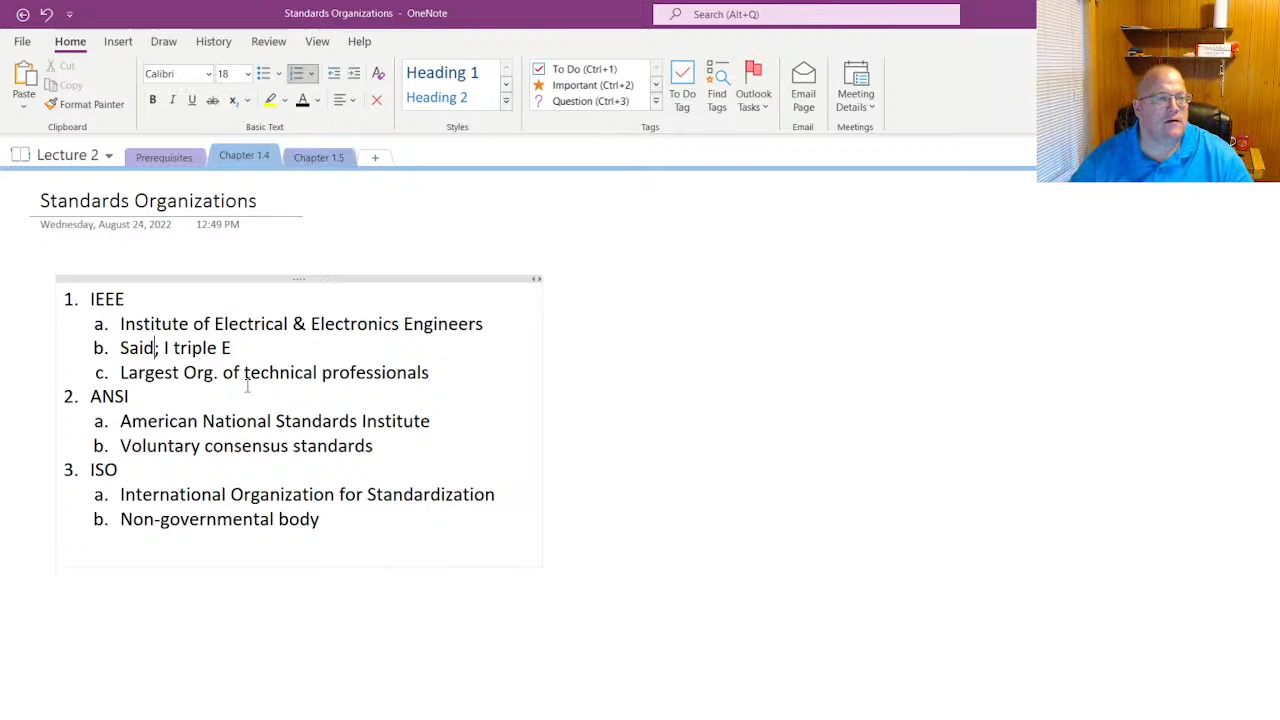 Standards Organizations - OneNote
Search (Alt+Q)
File Home Insert Draw History Review View Help
Paste
Cut
Copy
Format Painter
Clipboard
Calibri 18
B I U ab x₂ A
Basic Text
Heading 1
Heading 2
Styles
To Do (Ctrl+1)
Important (Ctrl+2)
? Question (Ctrl+3)
To Do Tag
Find Tags
Outlook Tasks
Tags
Email Page
Email
Meeting Details
Meetings
Lecture 2 Prerequisites Chapter 1.4 Chapter 1.5 +
Standards Organizations
Wednesday, August 24, 2022 12:49 PM
1. IEEE
a. Institute of Electrical & Electronics Engineers
b. Said; I triple E
c. Largest Org. of technical professionals
2. ANSI
a. American National Standards Institute
b. Voluntary consensus standards
3. ISO
a. International Organization for Standardization
b. Non-governmental body